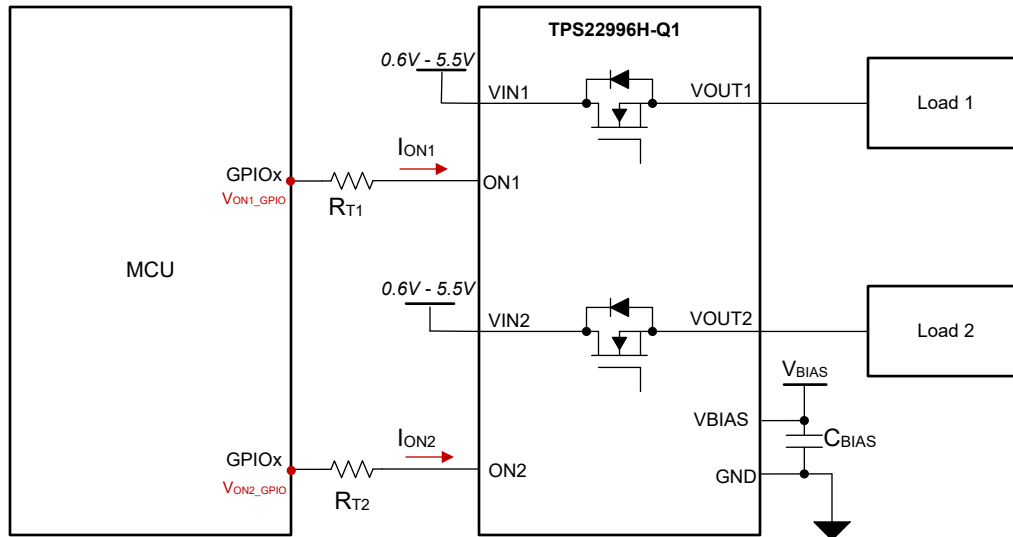 TPS22996H-Q1
0.6V - 5.5V
VIN1
VOUT1
Load 1
GPIOx
VON1_GPIO
RT1
ION1
ON1
MCU
0.6V - 5.5V
VIN2
VOUT2
Load 2
VBIAS
VBIAS
CBIAS
GND
GPIOx
VON2_GPIO
RT2
ION2
ON2